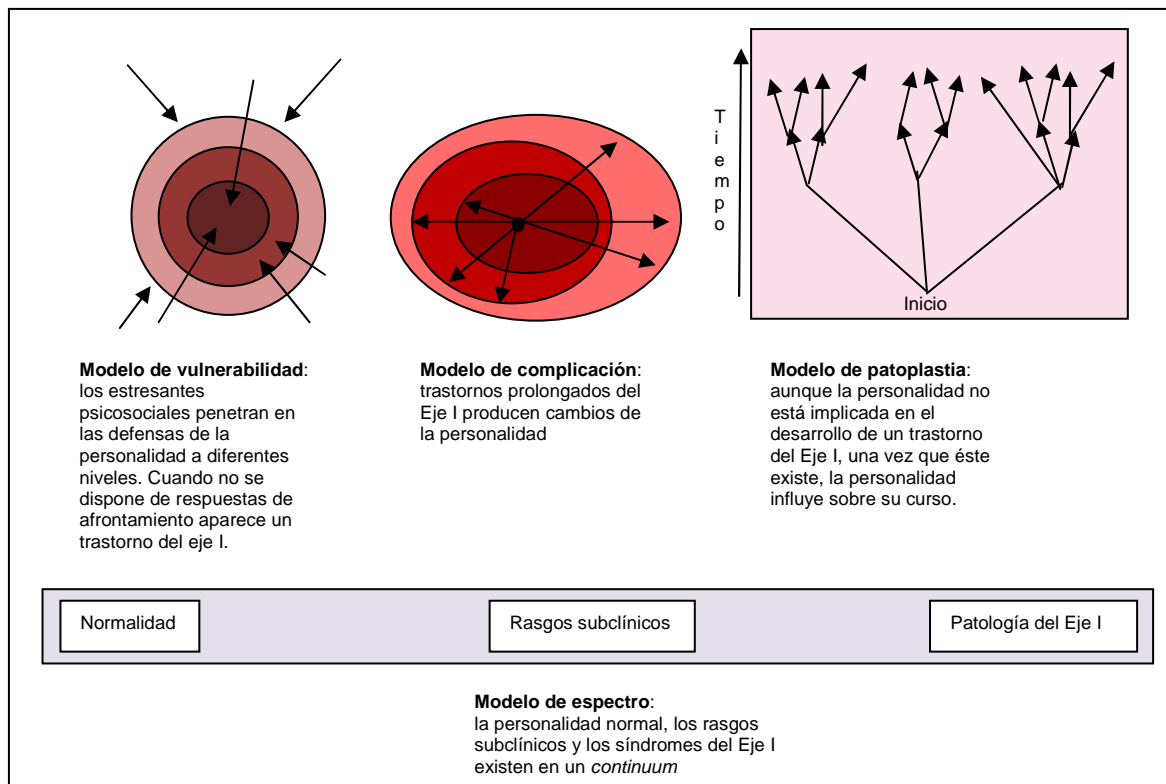 Tiempo
Inicio
Modelo de vulnerabilidad:
los estresantes
psicosociales penetran en
las defensas de la
personalidad a diferentes
niveles. Cuando no se
dispone de respuestas de
afrontamiento aparece un
trastorno del eje I.
Modelo de complicación:
trastornos prolongados del
Eje I producen cambios de
la personalidad
Modelo de patoplastia:
aunque la personalidad no
está implicada en el
desarrollo de un trastorno
del Eje I, una vez que éste
existe, la personalidad
influye sobre su curso.
Normalidad
Rasgos subclínicos
Patología del Eje I
Modelo de espectro:
la personalidad normal, los rasgos
subclínicos y los síndromes del Eje I
existen en un continuum